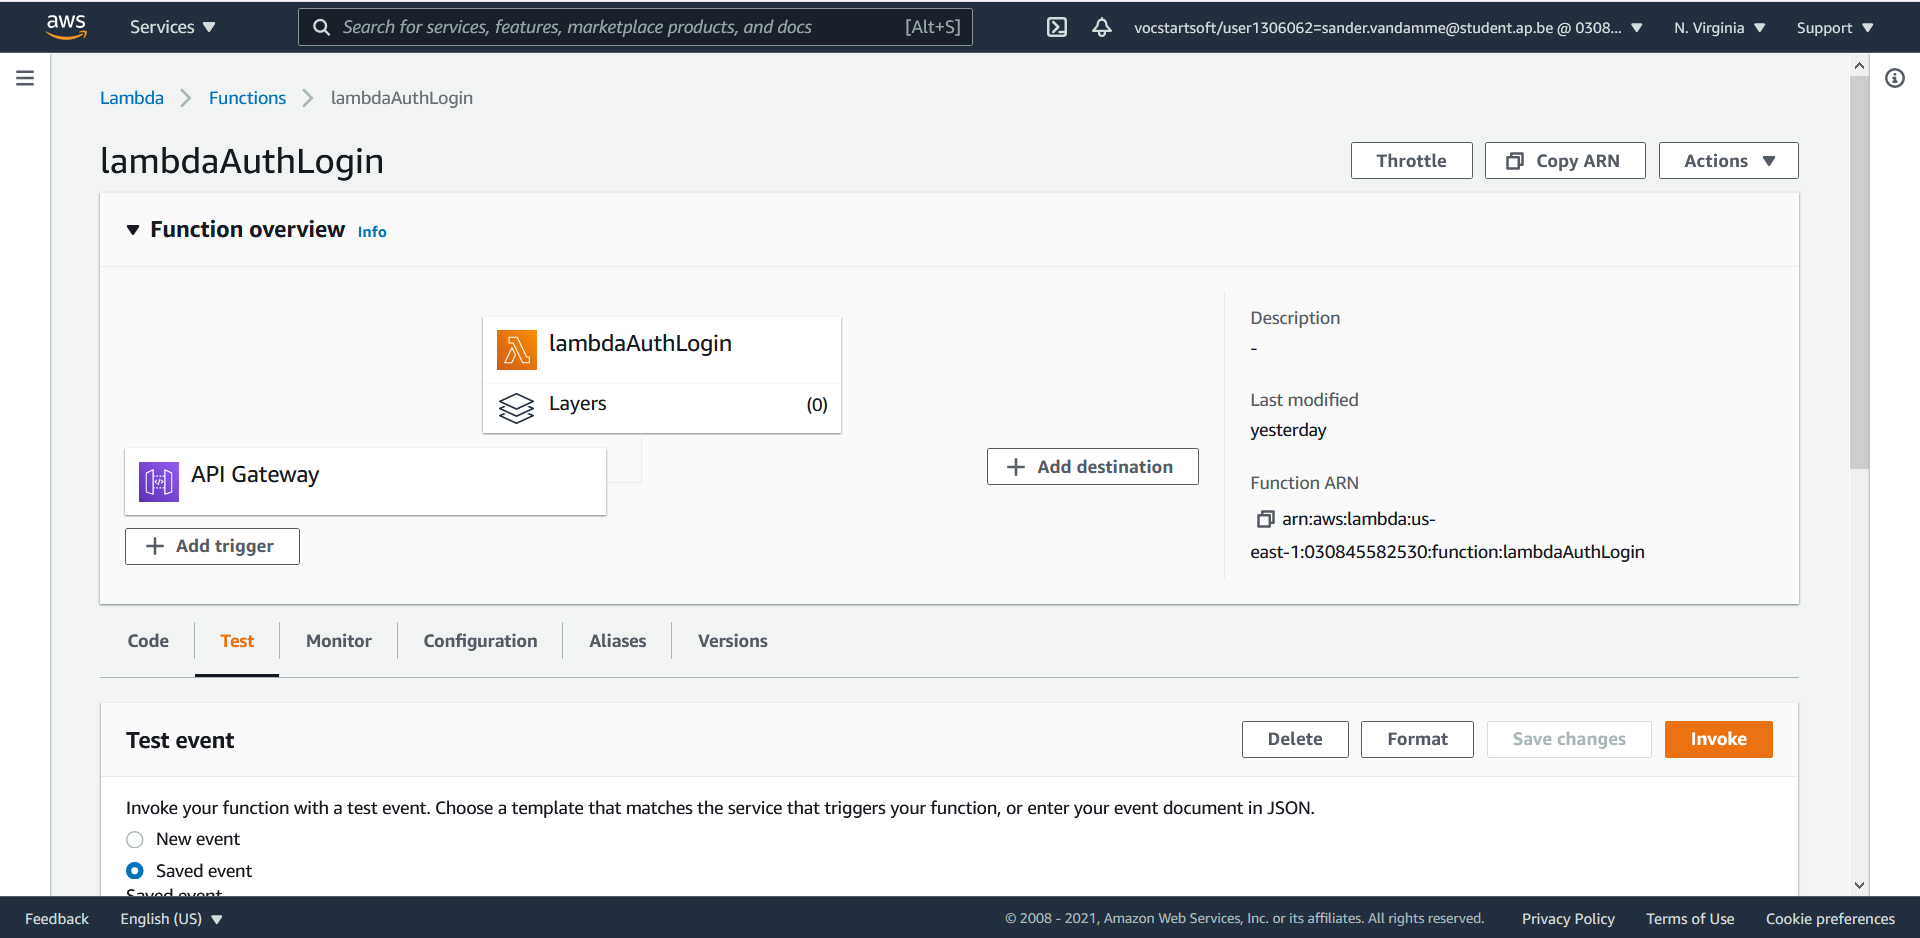 aws
Services
Search for services, features, marketplace products, and docs
[Alt+S]
vocstartsoft/user1306062=sander.vandamme@student.ap.be @ 0308...
N. Virginia
Support
Lambda
Functions
lambdaAuthLogin
lambdaAuthLogin
Throttle
Copy ARN
Actions
Function overview Info
lambdaAuthLogin
Layers
(0)
API Gateway
Add trigger
Add destination
Description
-
Last modified
yesterday
Function ARN
arn:aws:lambda:us-
east-1:030845582530:function:lambdaAuthLogin
Code
Test
Monitor
Configuration
Aliases
Versions
Test event
Delete
Format
Save changes
Invoke
Invoke your function with a test event. Choose a template that matches the service that triggers your function, or enter your event document in JSON.
New event
Saved event
Saved event
Feedback
English (US)
© 2008 - 2021, Amazon Web Services, Inc. or its affiliates. All rights reserved.
Privacy Policy
Terms of Use
Cookie preferences